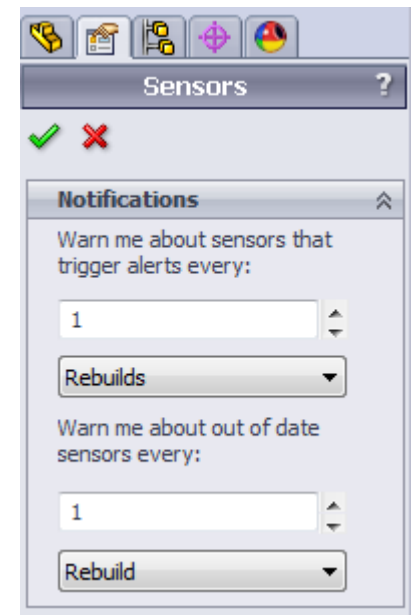 Sensors ?
Notifications
Warn me about sensors that
trigger alerts every:
1
Rebuilds
Warn me about out of date
sensors every:
1
Rebuild